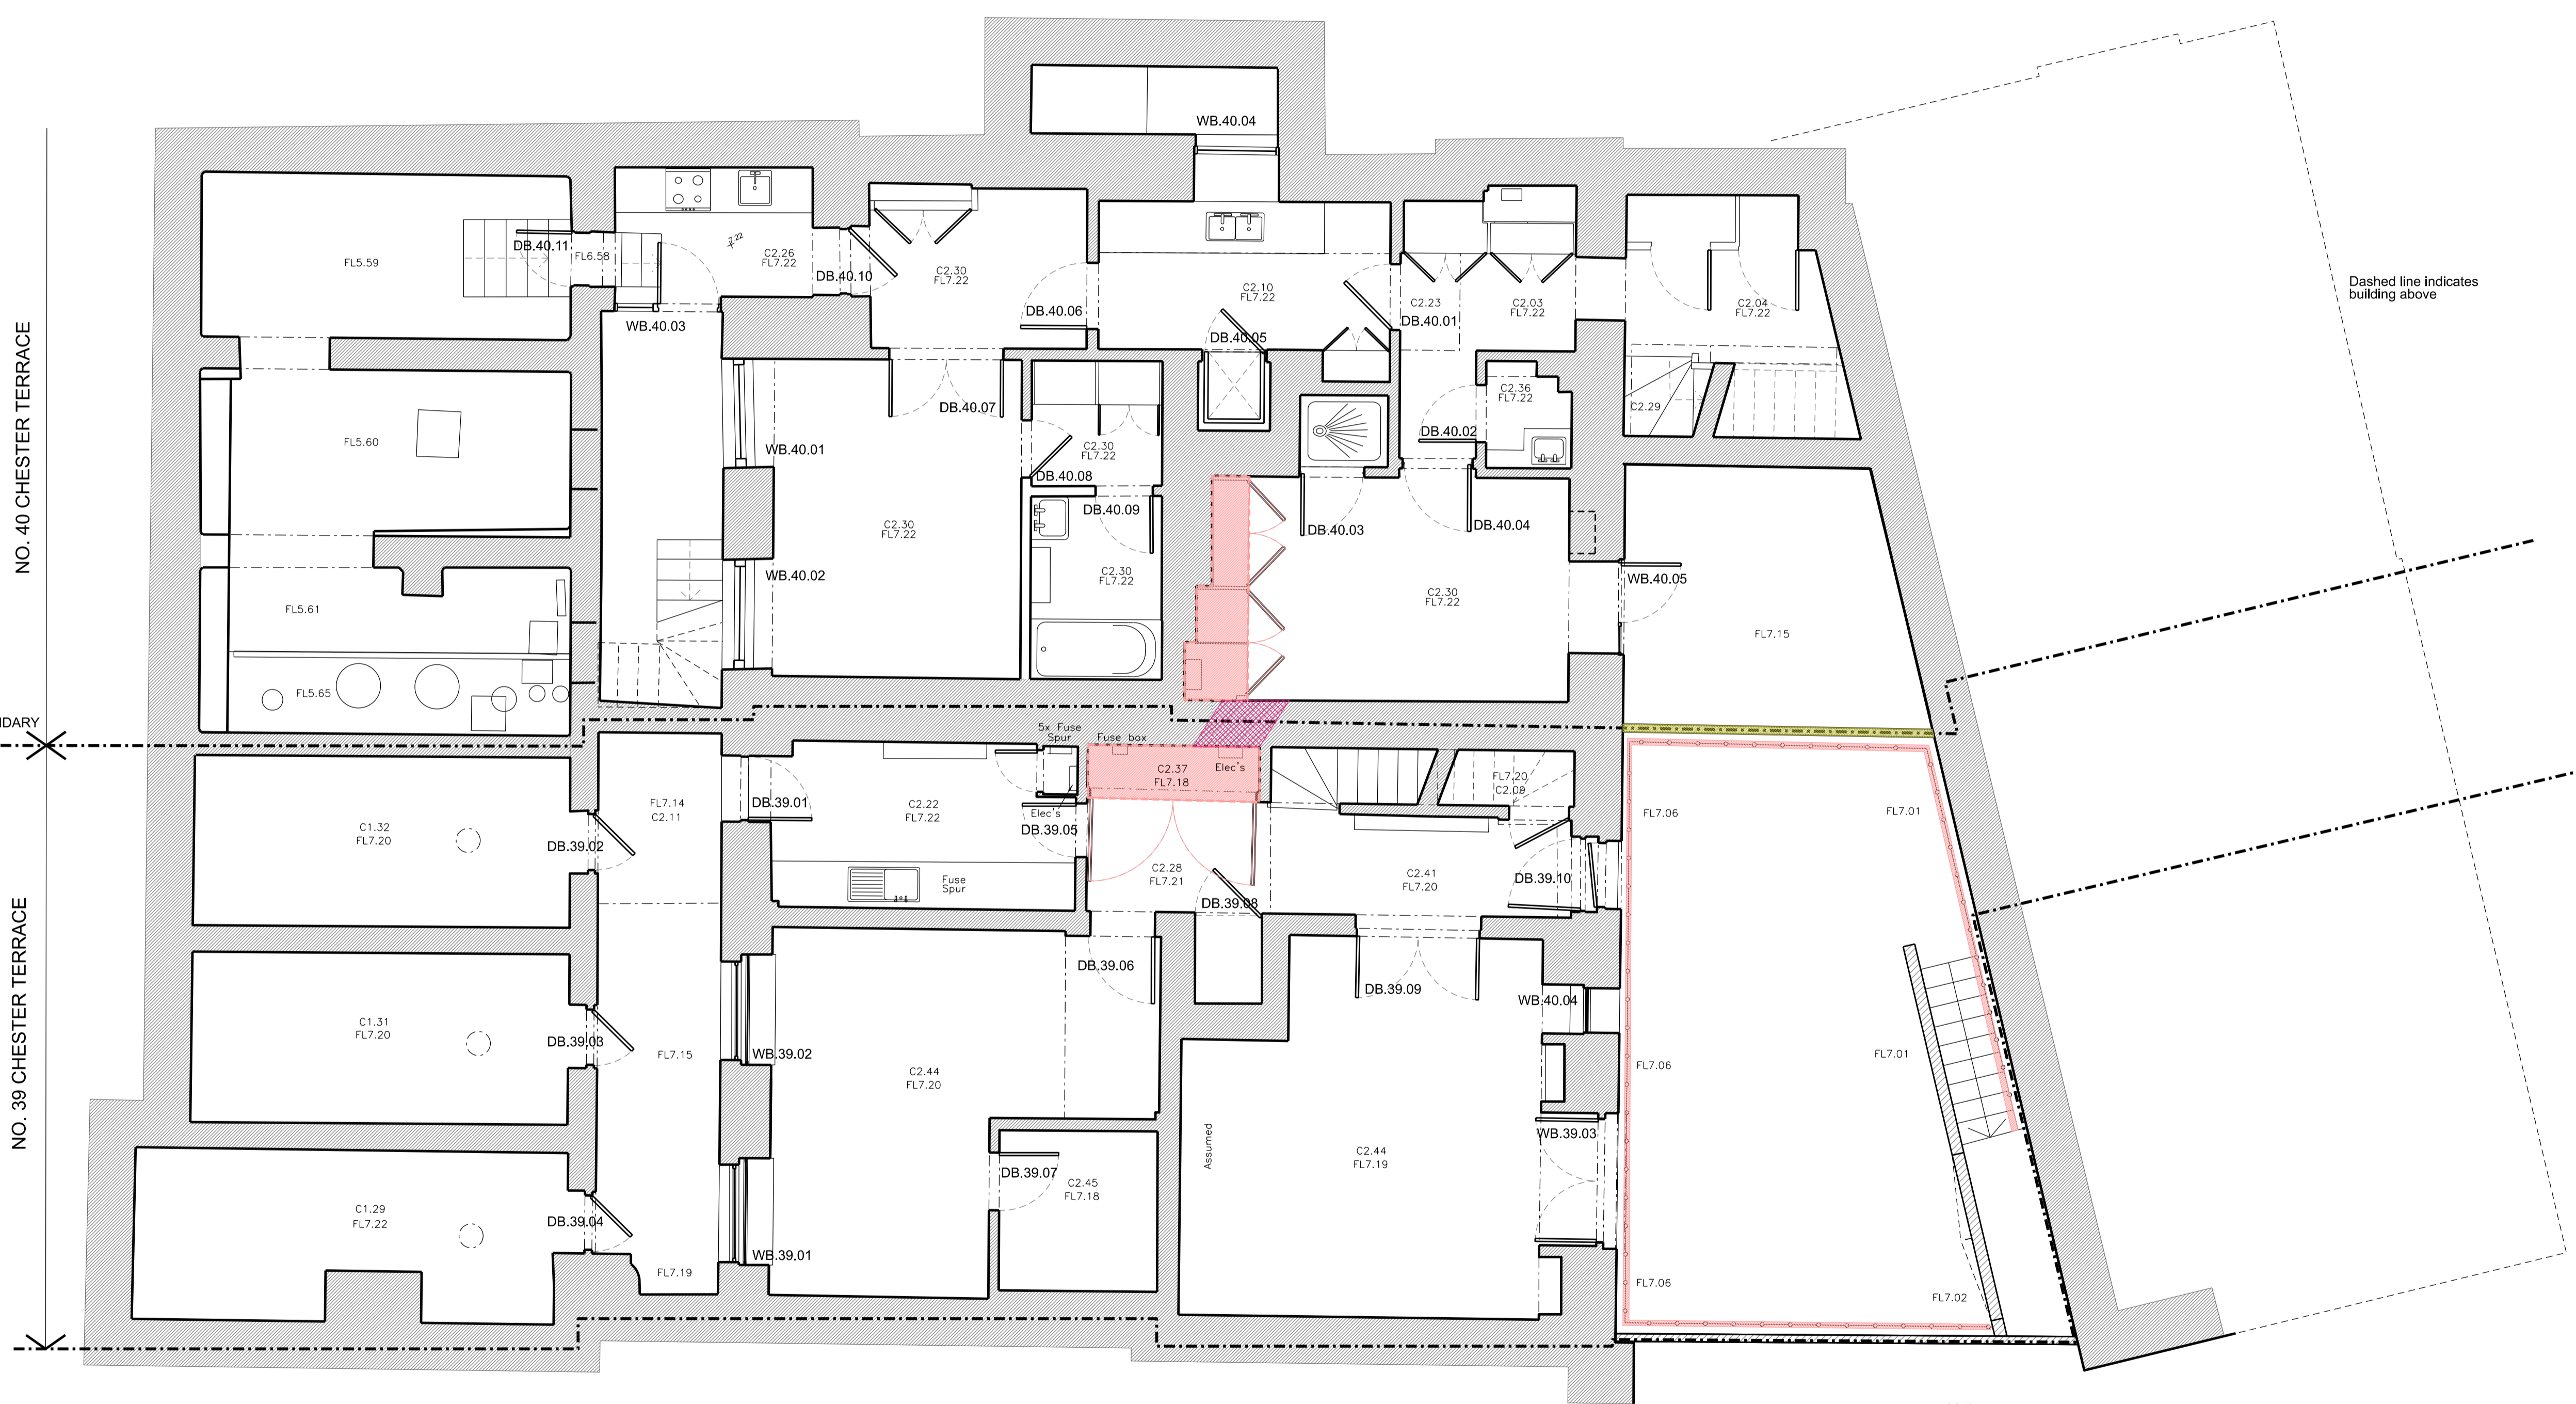 WB.40.04
DB.40.11
FL6.58
FL5.59
7.22
C2.26
FL7.22
DB.40.10
C2.30
FL7.22
DB.40.06
C2.10
FL7.22
DB.40.05
C2.23
DB.40.01
C2.03
FL7.22
C2.04
FL7.22
Dashed line indicates
building above
WB.40.03
NO. 40 CHESTER TERRACE
FL5.60
DB.40.07
WB.40.01
C2.30
FL7.22
DB.40.08
DB.40.09
C2.36
FL7.22
C2.29
DB.40.02
DB.40.03
DB.40.04
C2.30
FL7.22
WB.40.02
C2.30
FL7.22
C2.30
FL7.22
WB.40.05
FL7.15
FL5.61
FL5.65
NDARY
5x Fuse
Spur
Fuse box
C2.37
FL7.18
Elec's
FL7.20
C2.09
FL7.14
C2.11
DB.39.01
C2.22
FL7.22
Elec's
DB.39.05
FL7.06
FL7.01
C1.32
FL7.20
DB.39.02
Fuse
Spur
C2.28
FL7.21
DB.39.08
C2.41
FL7.20
DB.39.10
NO. 39 CHESTER TERRACE
DB.39.06
DB.39.09
WB.40.04
C1.31
FL7.20
DB.39.03
FL7.15
WB.39.02
C2.44
FL7.20
FL7.06
FL7.01
Assumed
C2.44
FL7.19
WB.39.03
DB.39.07
C2.45
FL7.18
C1.29
FL7.22
DB.39.04
WB.39.01
FL7.19
FL7.06
FL7.02